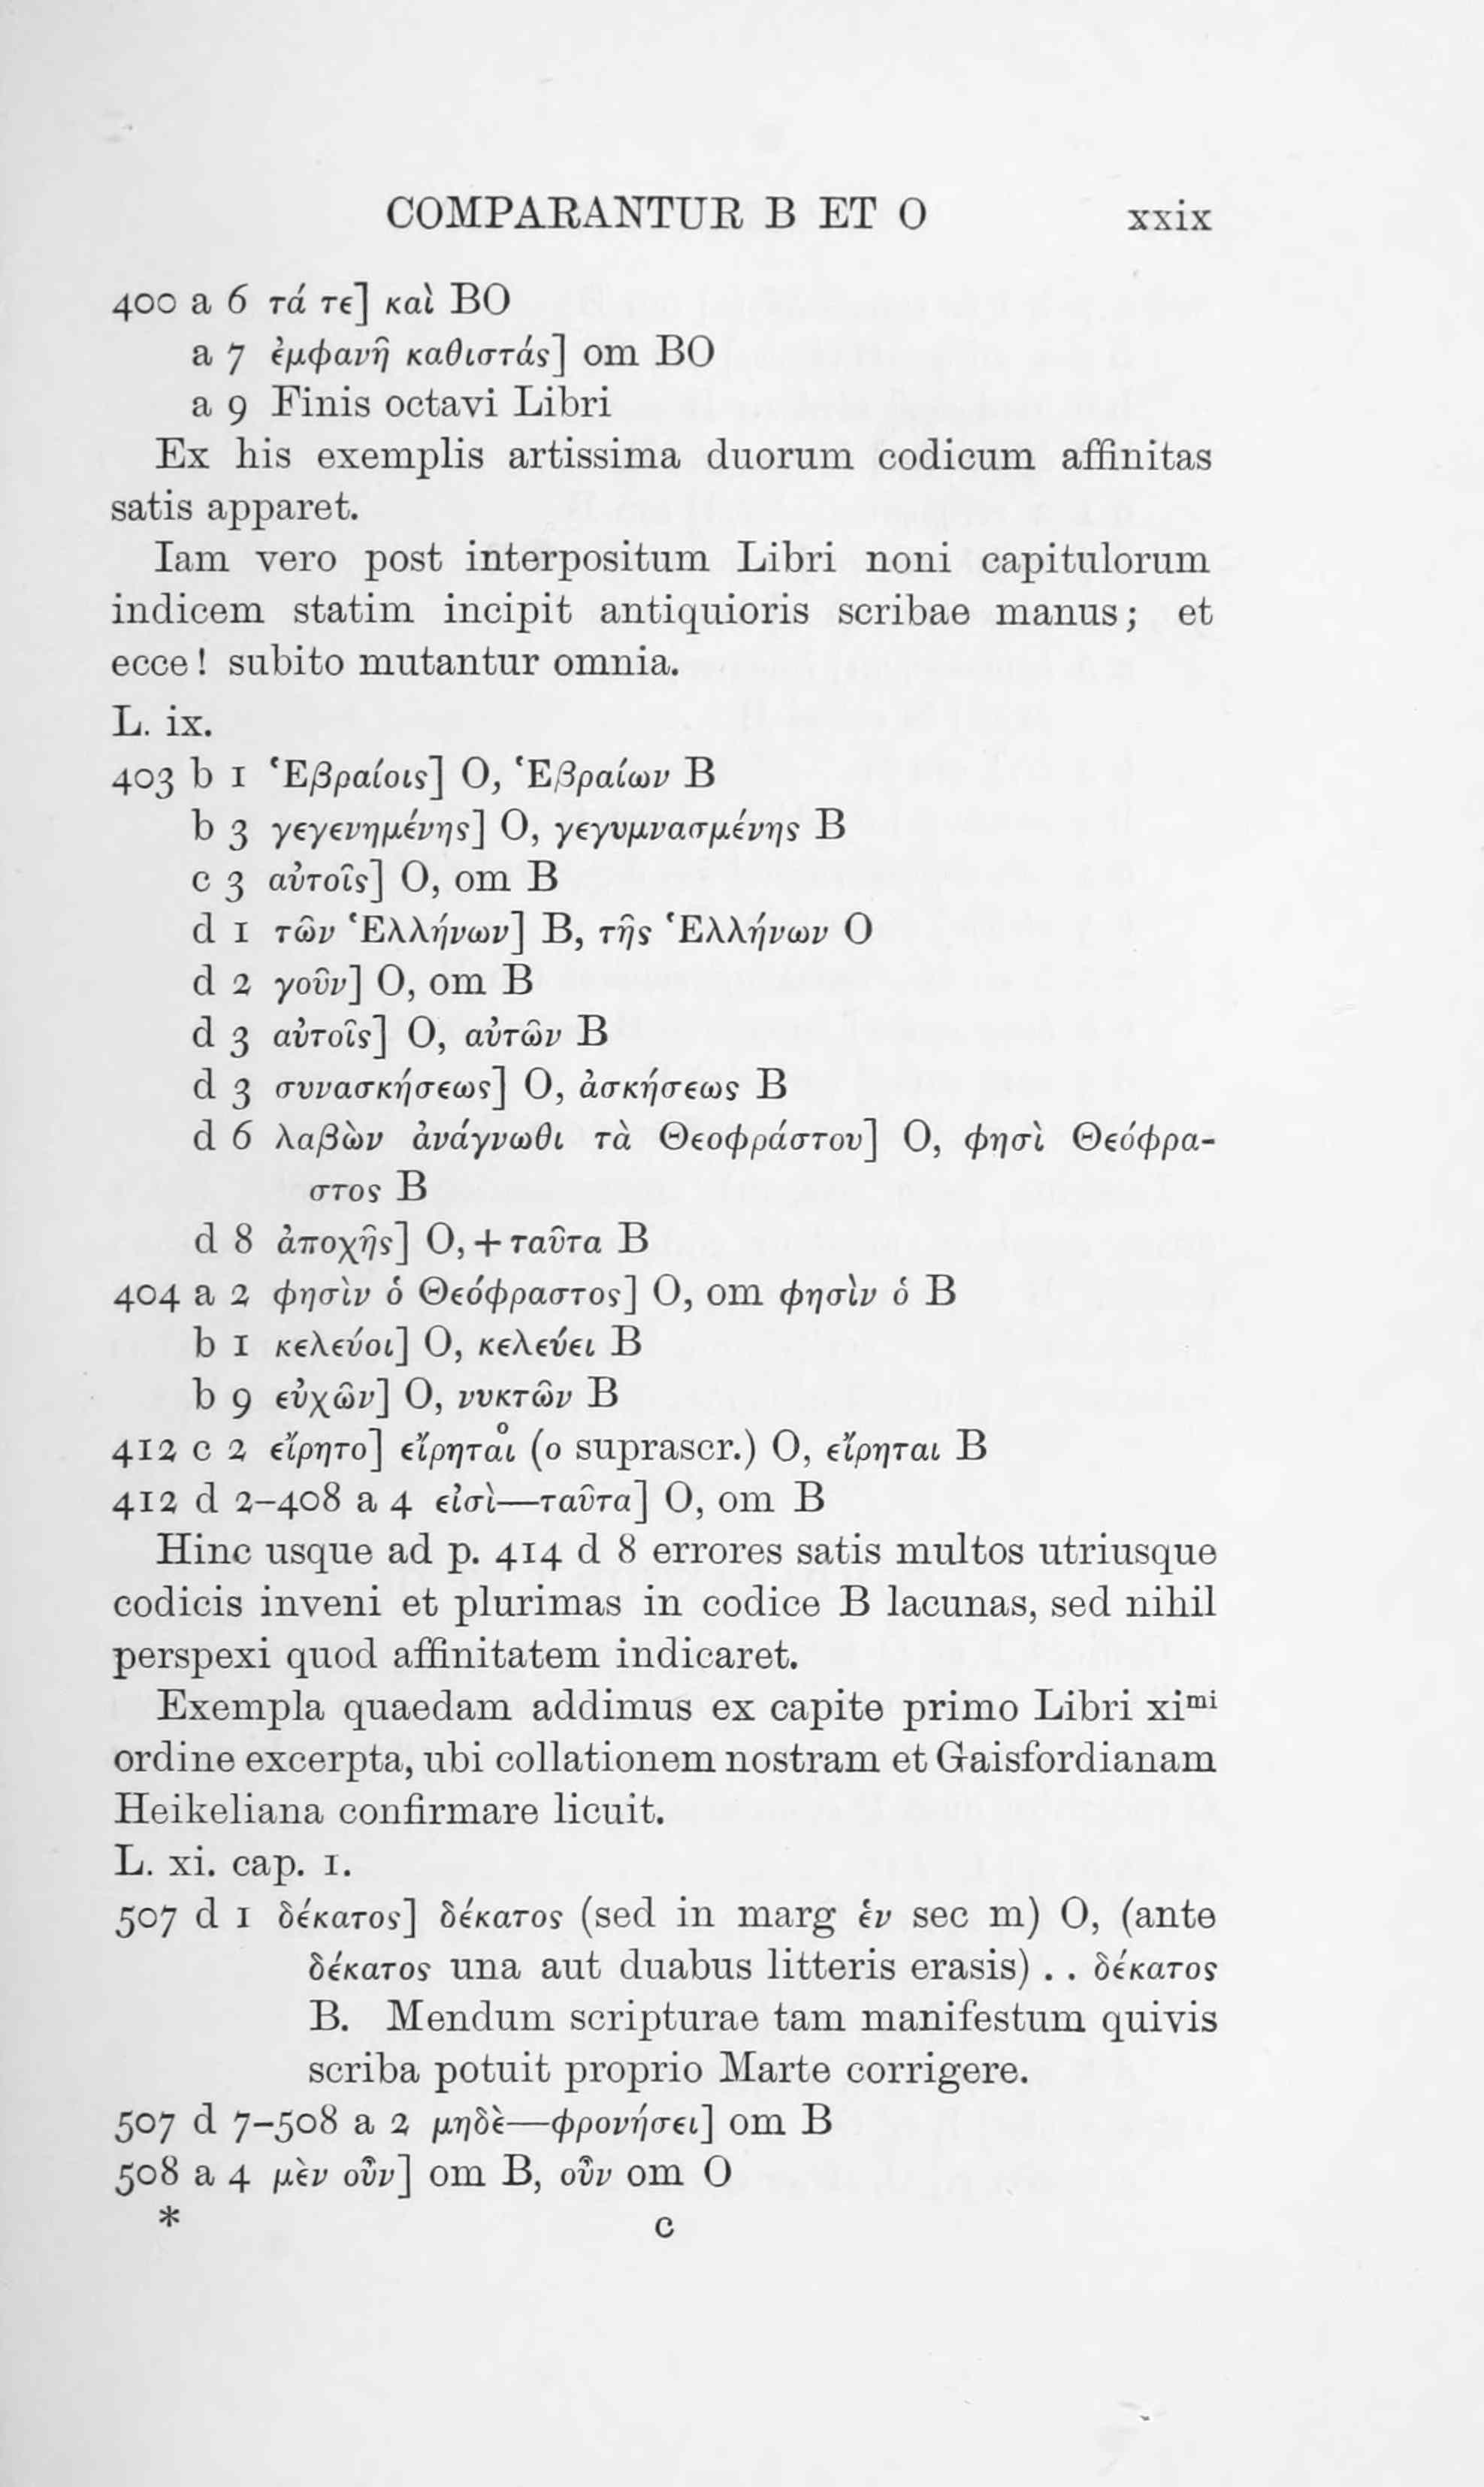 COMPARANTUR B ET O xxix
400 a 6 τά τε] καὶ BO
a 7 ἐμφανῆ καθιστάς] om BO
a 9 Finis octavi Libri
Ex his exemplis artissima duorum codicum affinitas
satis apparet.
Iam vero post interpositum Libri noni capitulorum
indicem statim incipit antiquioris scribae manus; et
ecce! subito mutantur omnia.
L. ix.
403 b 1 Ἑβραίοις] O, Ἑβραίων B
b 3 γεγενημένης] O, γεγυμνασμένης B
c 3 αὐτοῖς] O, om B
d 1 τῶν Ἑλλήνων] B, τῆς Ἑλλήνων O
d 2 γοῦν] O, om B
d 3 αὐτοῖς] O, αὐτῶν B
d 3 συνασκήσεως] O, ἀσκήσεως B
d 6 λαβὼν ἀνάγνωθι τὰ Θεοφράστου] O, φησὶ Θεόφρα-
στος B
d 8 ἀποχῆς] O, + ταῦτα B
404 a 2 φησὶν ὁ Θεόφραστος] O, om φησὶν ὁ B
b 1 κελεύοι] O, κελεύει B
b 9 εὐχῶν] O, νυκτῶν B
412 c 2 εἴρητο] εἴρηταιͦ (o suprascr.) O, εἴρηται B
412 d 2–408 a 4 εἰσὶ—ταῦτα] O, om B
Hinc usque ad p. 414 d 8 errores satis multos utriusque
codicis inveni et plurimas in codice B lacunas, sed nihil
perspexi quod affinitatem indicaret.
Exempla quaedam addimus ex capite primo Libri xiᵐⁱ
ordine excerpta, ubi collationem nostram et Gaisfordianam
Heikeliana confirmare licuit.
L. xi. cap. 1.
507 d 1 δέκατος] δέκατος (sed in marg ἑν sec m) O, (ante
δέκατος una aut duabus litteris erasis) . . δέκατος
B. Mendum scripturae tam manifestum quivis
scriba potuit proprio Marte corrigere.
507 d 7–508 a 2 μηδὲ—φρονήσει] om B
508 a 4 μὲν οὖν] om B, οὖν om O
* c